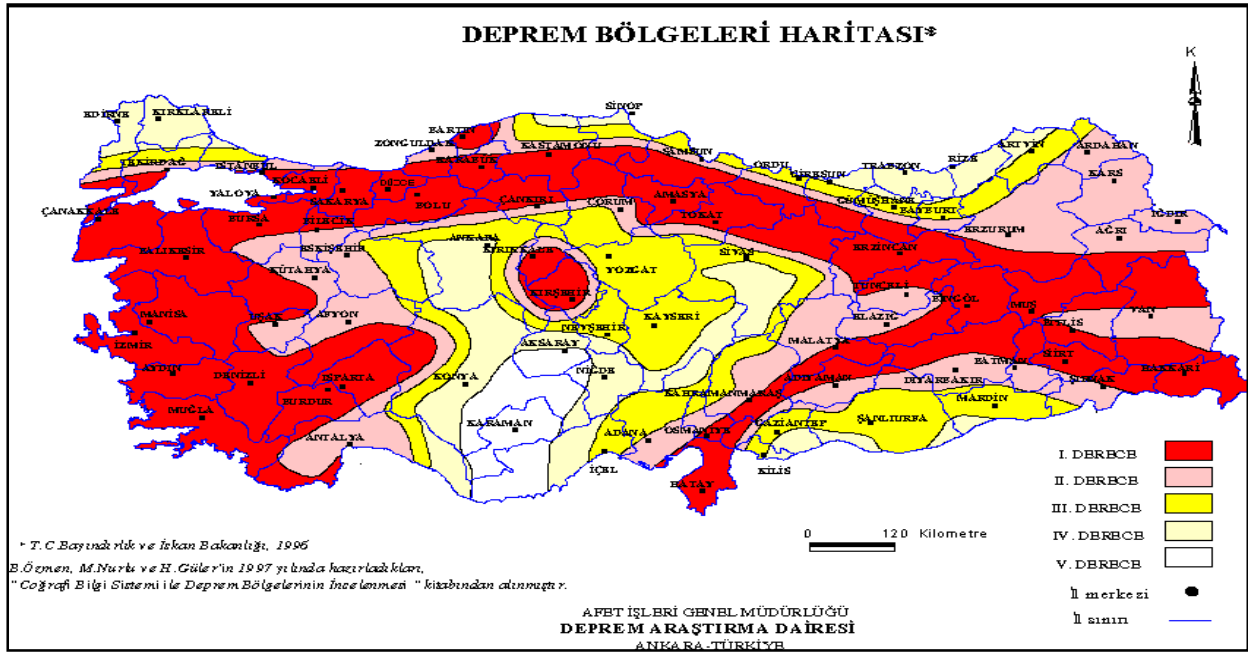 DEPREM BÖLGELERİ HARİTASI*
K
SİNOP
EDİRNE
KIRKLARELİ
BARTIN
ZONGULDAK
KASTAMONU
SAMSUN
ARTVİN
ARDAHAN
TEKİRDAĞ
İSTANBUL
KARABÜK
ORDU
GİRESUN
TRABZON
RİZE
KARS
KOCAELİ
DÜZCE
YALOVA
SAKARYA
BOLU
ÇANKIRI
ÇORUM
AMASYA
TOKAT
GÜMÜŞHANE
BAYBURT
IĞDIR
ÇANAKKALE
BURSA
BİLECİK
ERZURUM
AĞRI
BALIKESİR
ESKİŞEHİR
ANKARA
KIRIKKALE
YOZGAT
SİVAS
ERZİNCAN
KÜTAHYA
KIRŞEHİR
TUNCELİ
BİNGÖL
MUŞ
MANİSA
UŞAK
AFYON
KAYSERİ
NEVŞEHİR
ELAZIĞ
BİTLİS
VAN
İZMİR
AKSARAY
MALATYA
SİİRT
AYDIN
DENİZLİ
ISPARTA
KONYA
NİĞDE
ADIYAMAN
BATMAN
DİYARBAKIR
ŞIRNAK
HAKKARİ
BURDUR
KAHRAMANMARAŞ
MARDİN
MUĞLA
KARAMAN
ADANA
OSMANİYE
GAZİANTEP
ŞANLIURFA
ANTALYA
İÇEL
KİLİS
HATAY
I. DERECE
II. DERECE
III. DERECE
IV. DERECE
V. DERECE
İl merkezi
İl sınırı
0 120 Kilometre
* T.C Bayındırlık ve İskan Bakanlığı, 1996
B.Özmen, M.Nurlu ve H.Güler'in 1997 yılında hazırladıkları,
" Coğrafi Bilgi Sistemi ile Deprem Bölgelerinin İncelenmesi " kitabından alınmıştır.
AFET İŞLERİ GENEL MÜDÜRLÜĞÜ
DEPREM ARAŞTIRMA DAİRESİ
ANKARA-TÜRKİYE